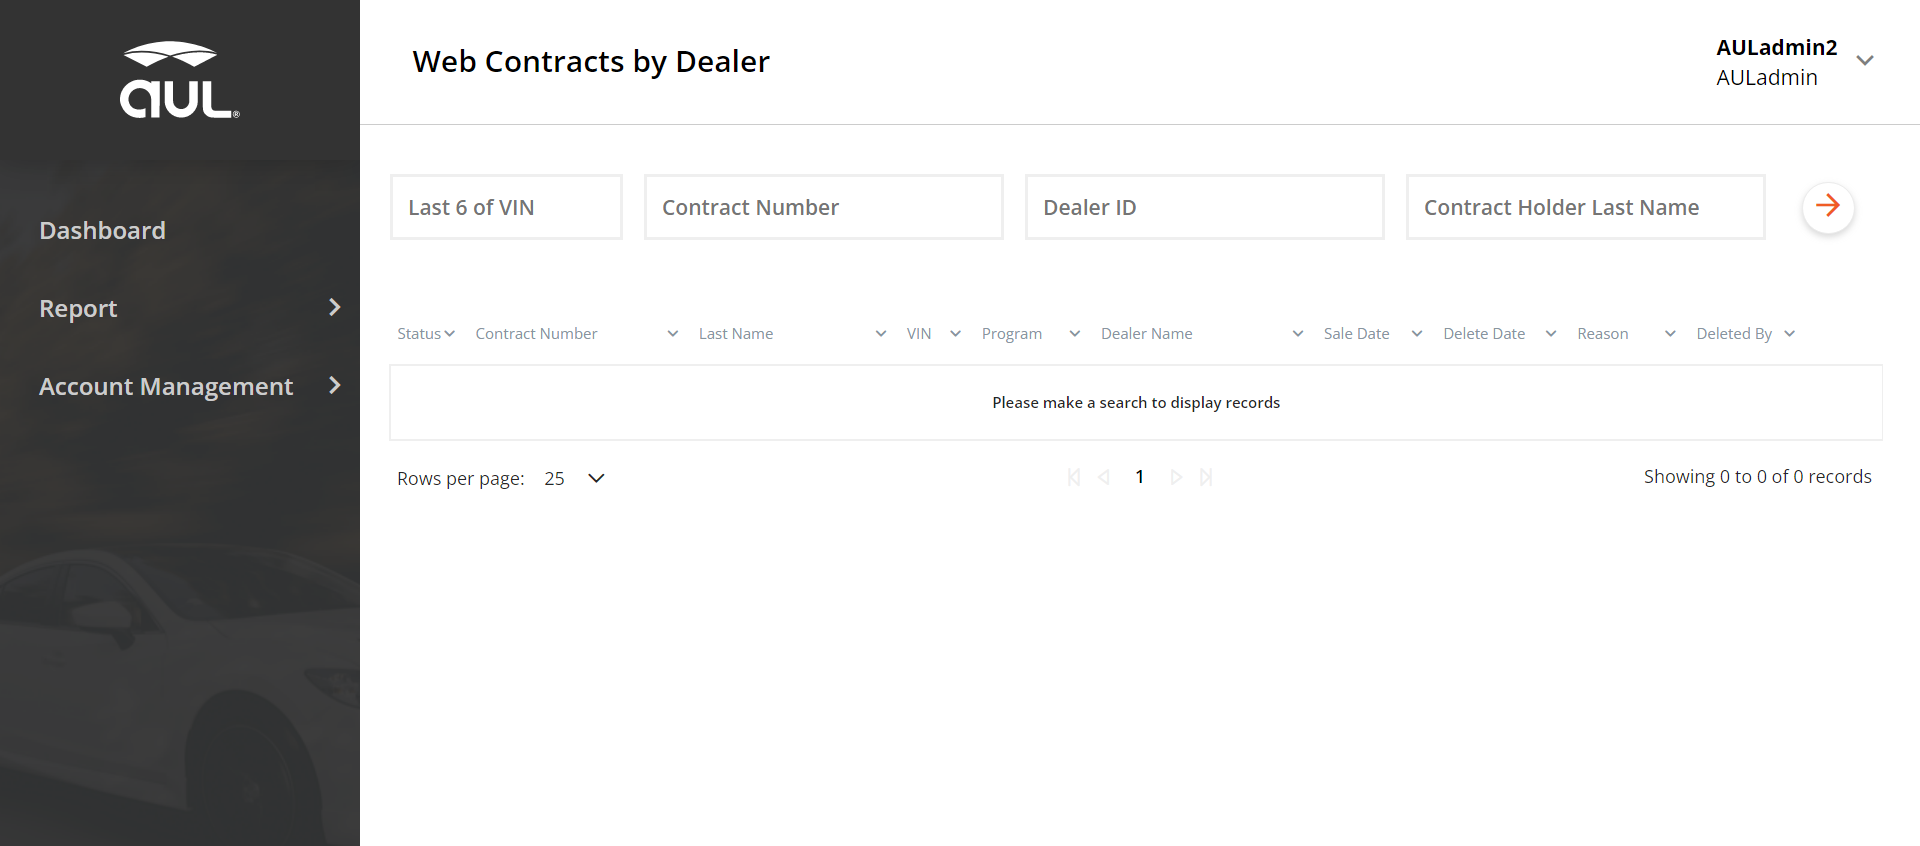 aUL®
Dashboard
Report
Account Management
Web Contracts by Dealer
AULadmin2
AULadmin
Last 6 of VIN Contract Number Dealer ID Contract Holder Last Name
Status Contract Number Last Name VIN Program Dealer Name Sale Date Delete Date Reason Deleted By
Please make a search to display records
Rows per page: 25 1 Showing 0 to 0 of 0 records